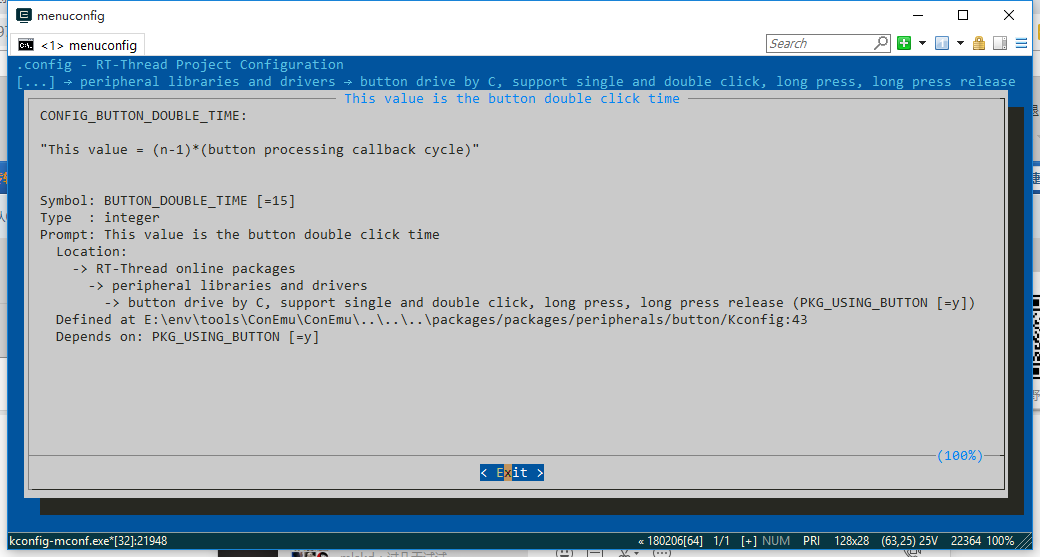 menuconfig
<1> menuconfig
Search
.config - RT-Thread Project Configuration
[...] → peripheral libraries and drivers → button drive by C, support single and double click, long press, long press release
This value is the button double click time
CONFIG_BUTTON_DOUBLE_TIME:
"This value = (n-1)*(button processing callback cycle)"
Symbol: BUTTON_DOUBLE_TIME [=15]
Type  : integer
Prompt: This value is the button double click time
Location:
-> RT-Thread online packages
-> peripheral libraries and drivers
-> button drive by C, support single and double click, long press, long press release (PKG_USING_BUTTON [=y])
Defined at E:\env\tools\ConEmu\ConEmu\..\..\..\packages/packages/peripherals/button/Kconfig:43
Depends on: PKG_USING_BUTTON [=y]
(100%)
< Exit >
kconfig-mconf.exe*[32]:21948 « 180206[64] 1/1 [+] NUM PRI 128x28 (63,25) 25V 22364 100%